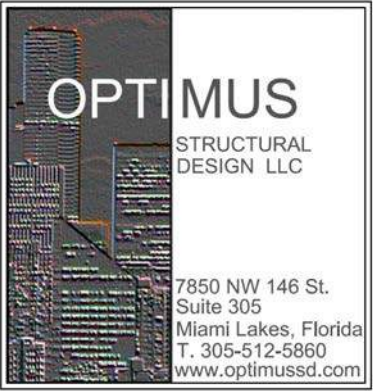 OPTIMUS
STRUCTURAL
DESIGN LLC
7850 NW 146 St.
Suite 305
Miami Lakes, Florida
T. 305-512-5860
www.optimussd.com